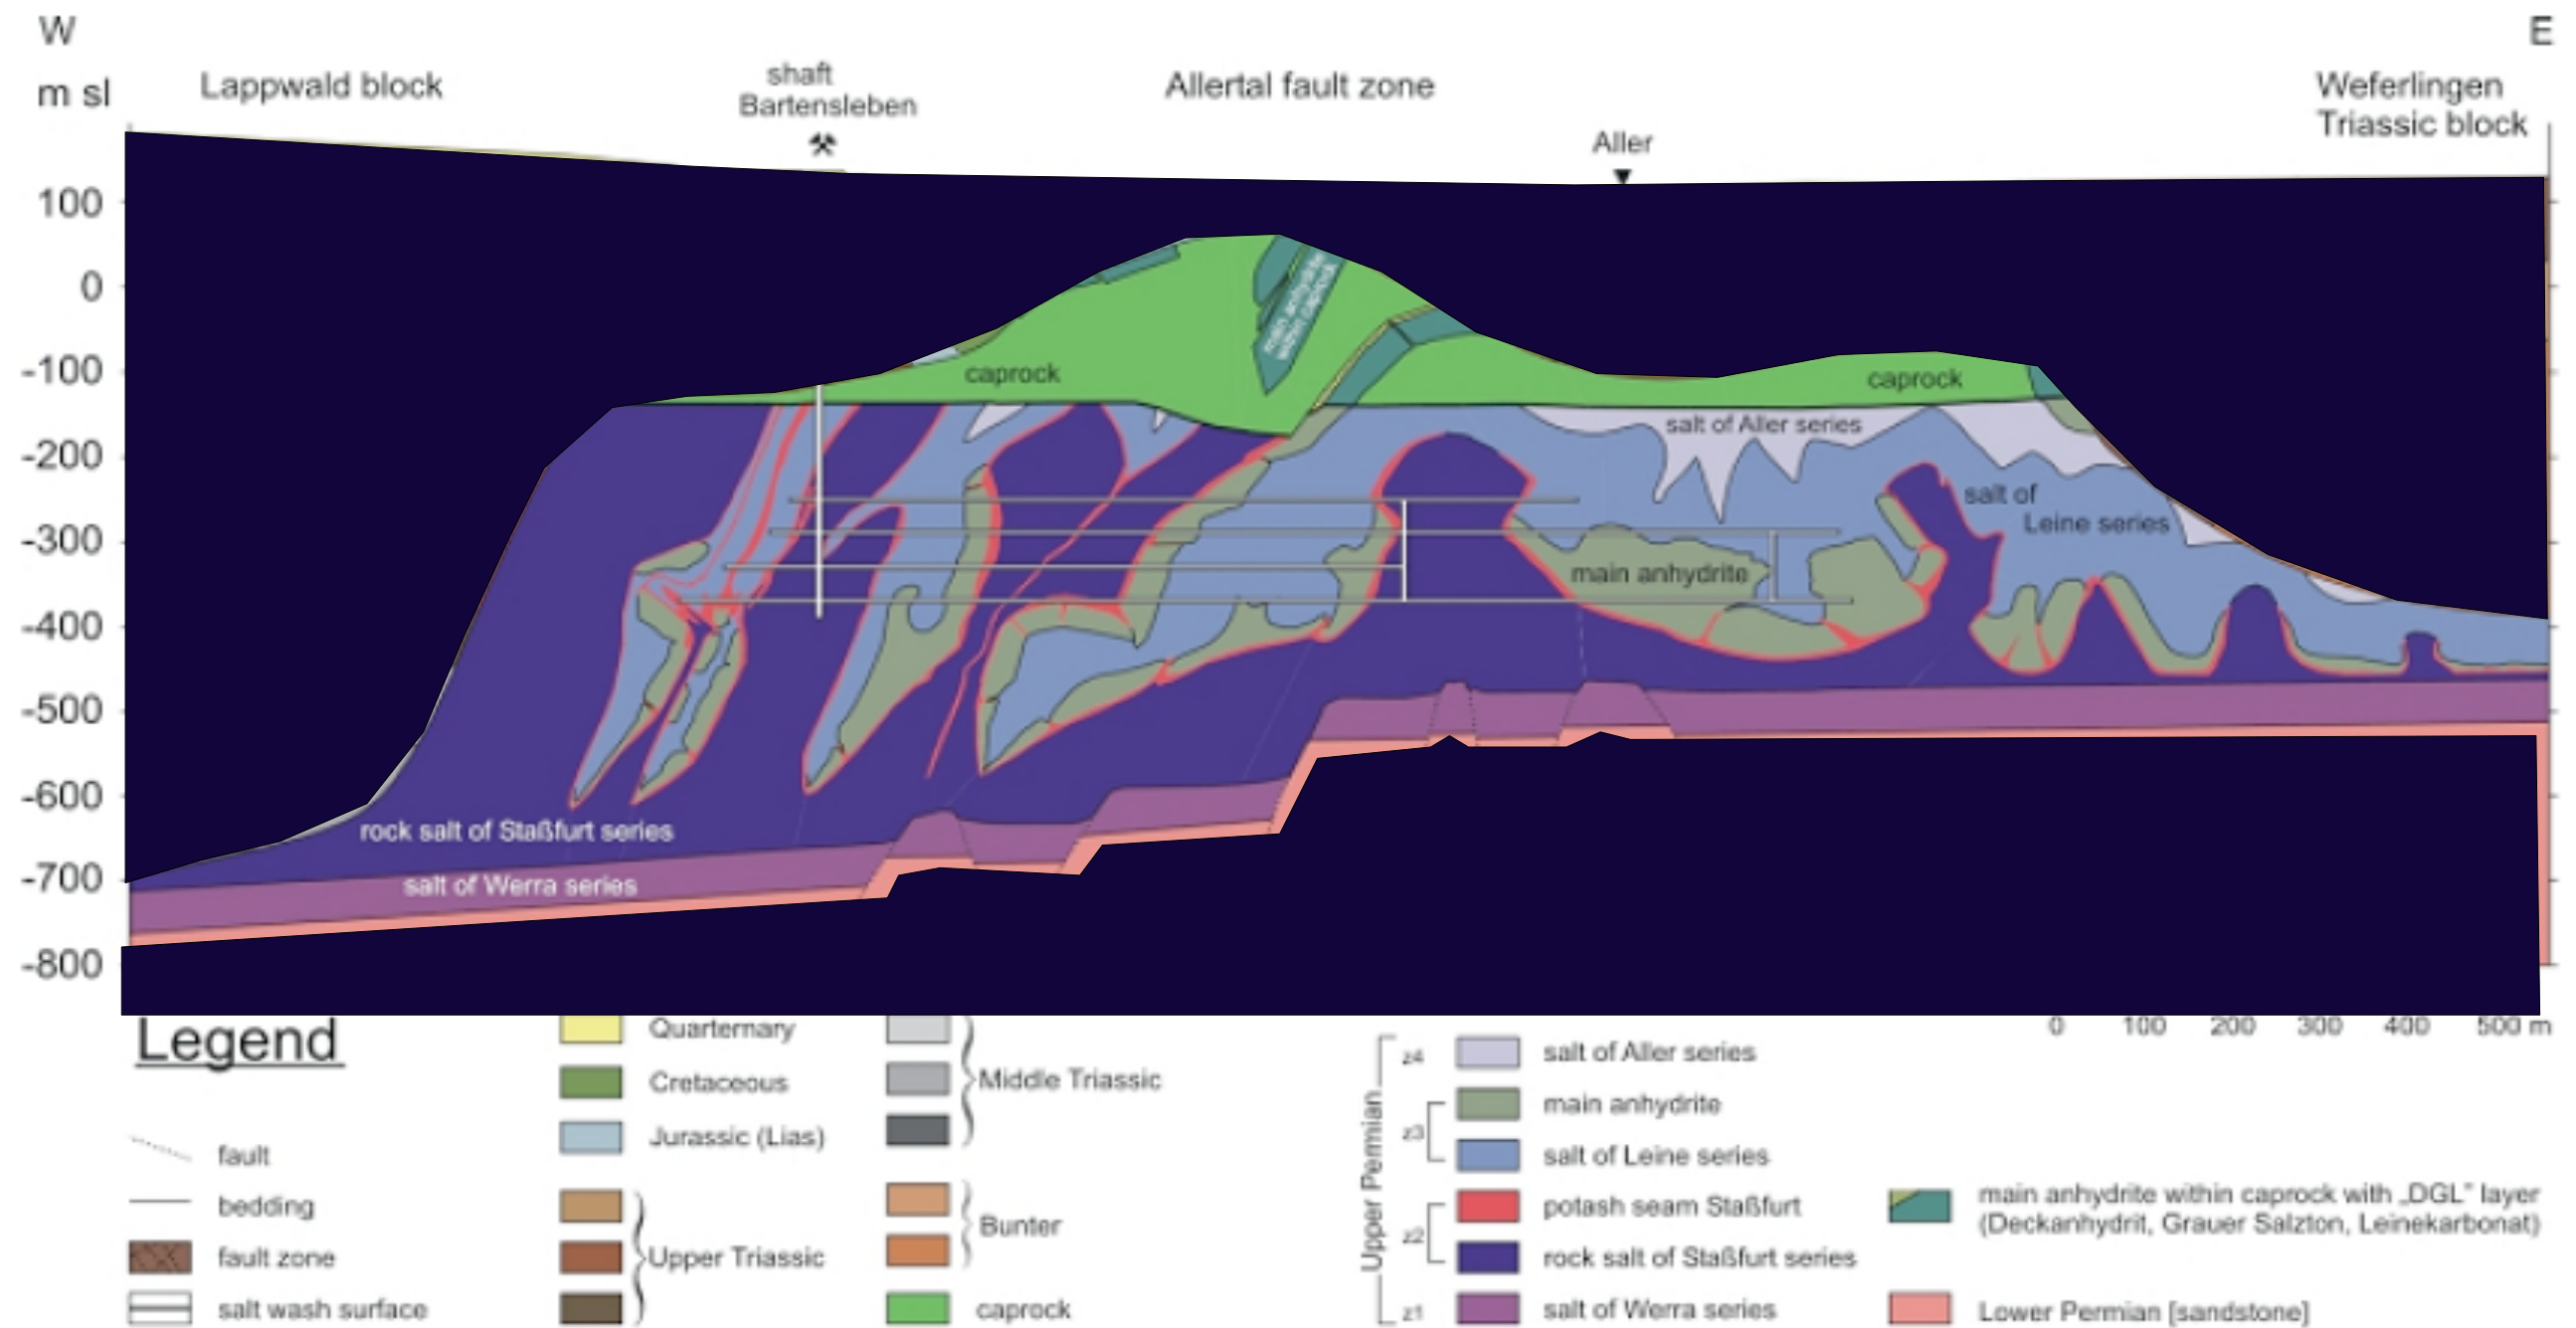 W
E
m sl
Lappwald block
shaft
Bartensleben
Allertal fault zone
Aller
Weferlingen
Triassic block
100
0
-100
-200
-300
-400
-500
-600
-700
-800
main anhydrite
within caprock
caprock
caprock
salt of Aller series
salt of
Leine series
main anhydrite
rock salt of Staßfurt series
salt of Werra series
0 100 200 300 400 500 m
Legend
fault
bedding
fault zone
salt wash surface
Quarternary
Cretaceous
Jurassic (Lias)
Upper Triassic
Middle Triassic
Bunter
caprock
Upper Permian
z4
z3
z2
z1
salt of Aller series
main anhydrite
salt of Leine series
potash seam Staßfurt
rock salt of Staßfurt series
salt of Werra series
main anhydrite within caprock with „DGL" layer
(Deckanhydrit, Grauer Salzton, Leinekarbonat)
Lower Permian [sandstone]